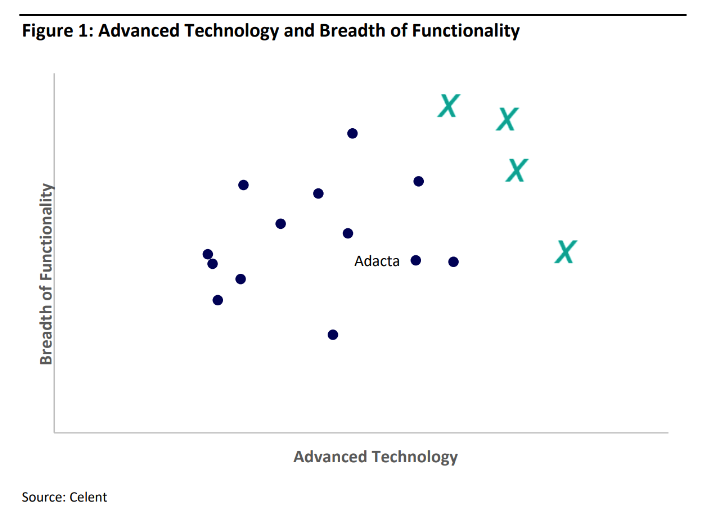 Figure 1: Advanced Technology and Breadth of Functionality
X
X
X
Breadth of Functionality
X
Adacta
Advanced Technology
Source: Celent